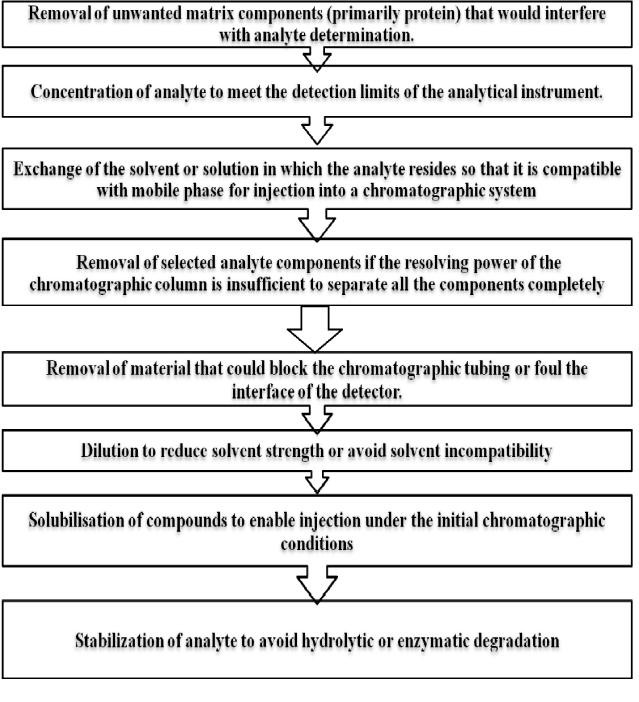 Removal of unwanted matrix components (primarily protein) that would interfere
with analyte determination.
Concentration of analyte to meet the detection limits of the analytical instrument.
Exchange of the solvent or solution in which the analyte resides so that it is compatible
with mobile phase for injection into a chromatographic system
Removal of selected analyte components if the resolving power of the
chromatographic column is insufficient to separate all the components completely
Removal of material that could block the chromatographic tubing or foul the
interface of the detector.
Dilution to reduce solvent strength or avoid solvent incompatibility
Solubilisation of compounds to enable injection under the initial chromatographic
conditions
Stabilization of analyte to avoid hydrolytic or enzymatic degradation